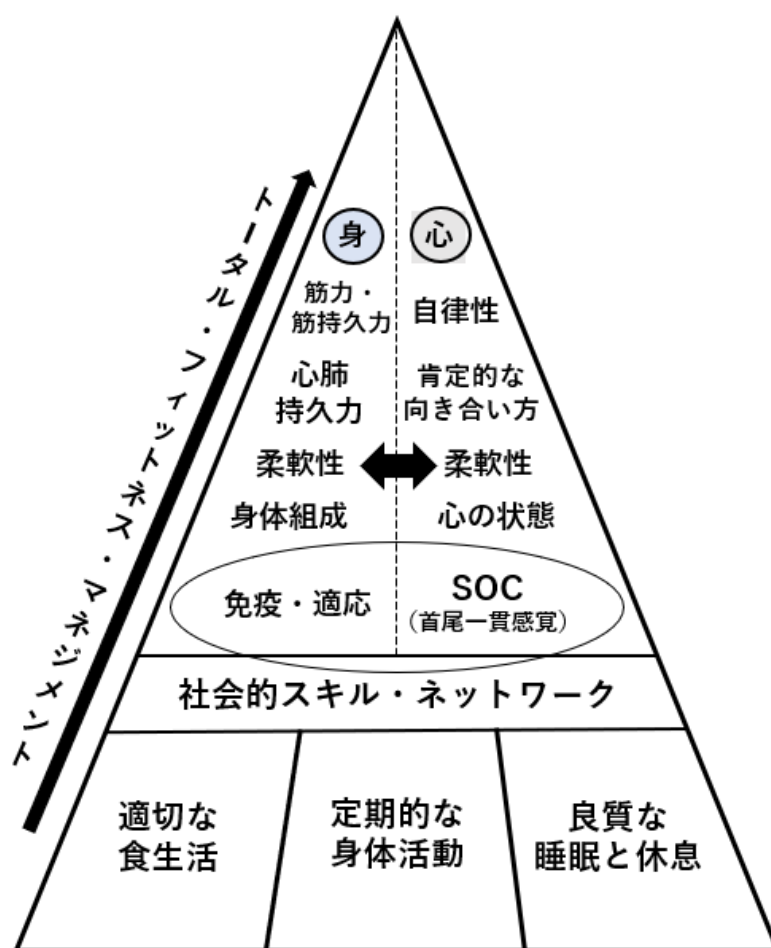 トータル・フィットネス・マネジメント
身
心
筋力・
筋持久力
自律性
心肺
持久力
肯定的な
向き合い方
柔軟性
柔軟性
身体組成
心の状態
免疫・適応
SOC
（首尾一貫感覚）
社会的スキル・ネットワーク
適切な
食生活
定期的な
身体活動
良質な
睡眠と休息